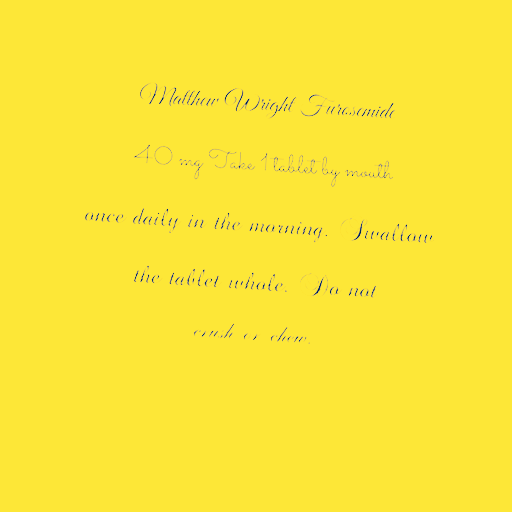 Matthew Wright Furosemide
40 mg Take 1 tablet by mouth
once daily in the morning. Swallow
the tablet whole. Do not
crush or chew.